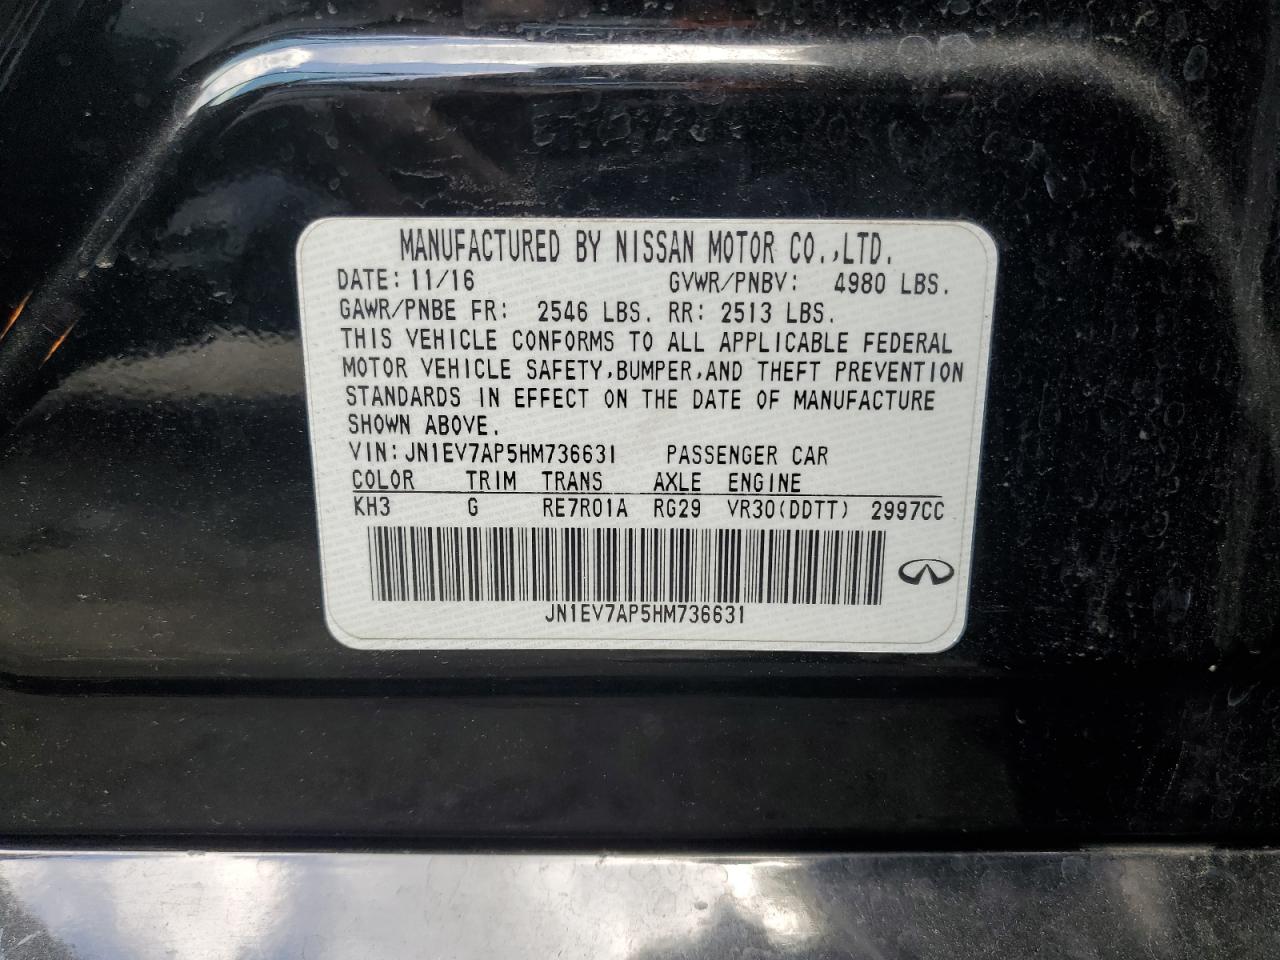 MANUFACTURED BY NISSAN MOTOR CO.,LTD.
DATE: 11/16 GVWR/PNBV: 4980 LBS.
GAWR/PNBE FR: 2546 LBS. RR: 2513 LBS.
THIS VEHICLE CONFORMS TO ALL APPLICABLE FEDERAL
MOTOR VEHICLE SAFETY,BUMPER,AND THEFT PREVENTION
STANDARDS IN EFFECT ON THE DATE OF MANUFACTURE
SHOWN ABOVE.
VIN:JN1EV7AP5HM736631 PASSENGER CAR
COLOR TRIM TRANS AXLE ENGINE
KH3 G RE7R01A RG29 VR30(DDTT) 2997CC
JN1EV7AP5HM736631